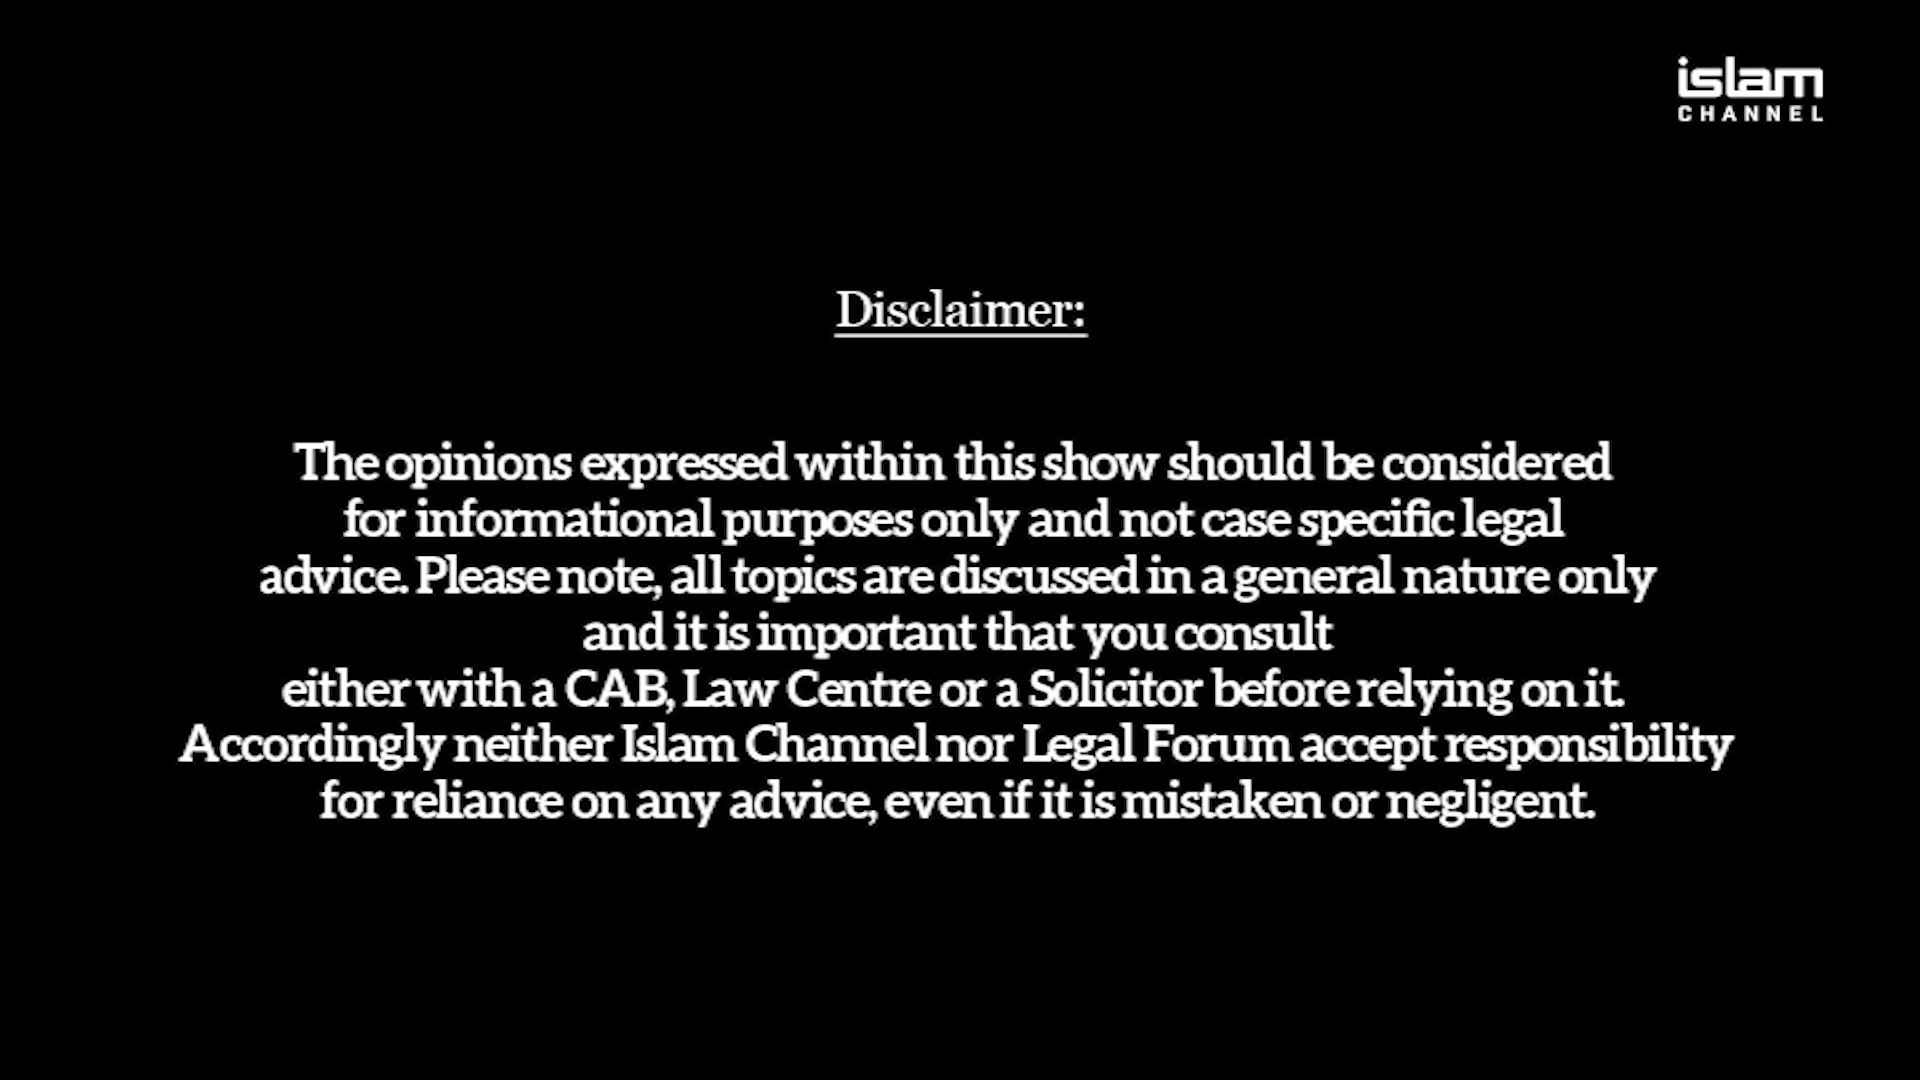 islam
CHANNEL
Disclaimer:
The opinions expressed within this show should be considered
for informational purposes only and not case specific legal
advice. Please note, all topics are discussed in a general nature only
and it is important that you consult
either with a CAB, Law Centre or a Solicitor before relying on it.
Accordingly neither Islam Channel nor Legal Forum accept responsibility
for reliance on any advice, even if it is mistaken or negligent.